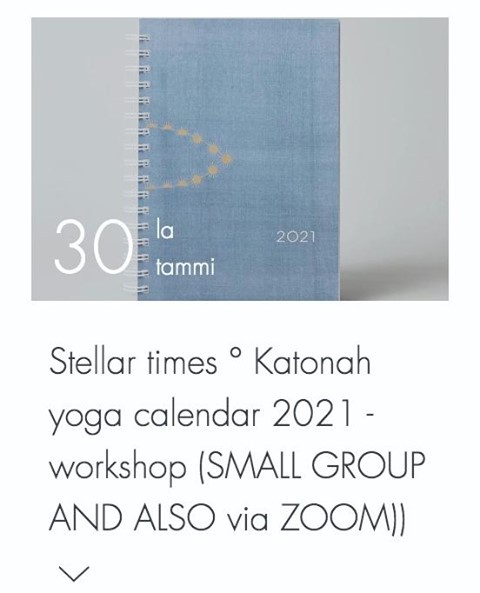 30
la
tammi
2021
Stellar times ° Katonah
yoga calendar 2021 -
workshop (SMALL GROUP
AND ALSO via ZOOM))